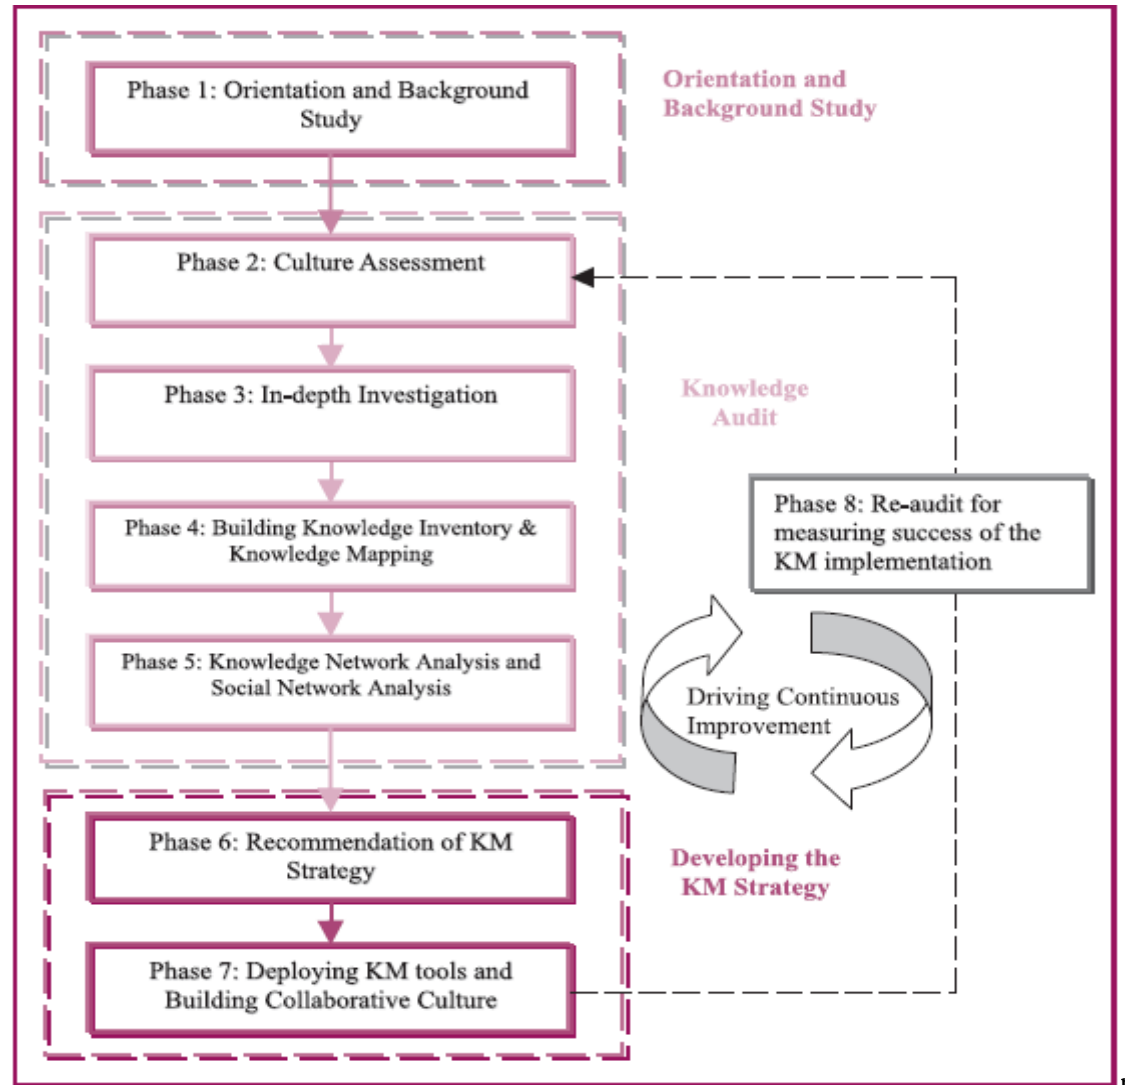 Phase 1: Orientation and Background
Study
Orientation and
Background Study
Phase 2: Culture Assessment
Phase 3: In-depth Investigation
Knowledge
Audit
Phase 4: Building Knowledge Inventory &
Knowledge Mapping
Phase 8: Re-audit for
measuring success of the
KM implementation
Phase 5: Knowledge Network Analysis and
Social Network Analysis
Driving Continuous
Improvement
Phase 6: Recommendation of KM
Strategy
Developing the
KM Strategy
Phase 7: Deploying KM tools and
Building Collaborative Culture